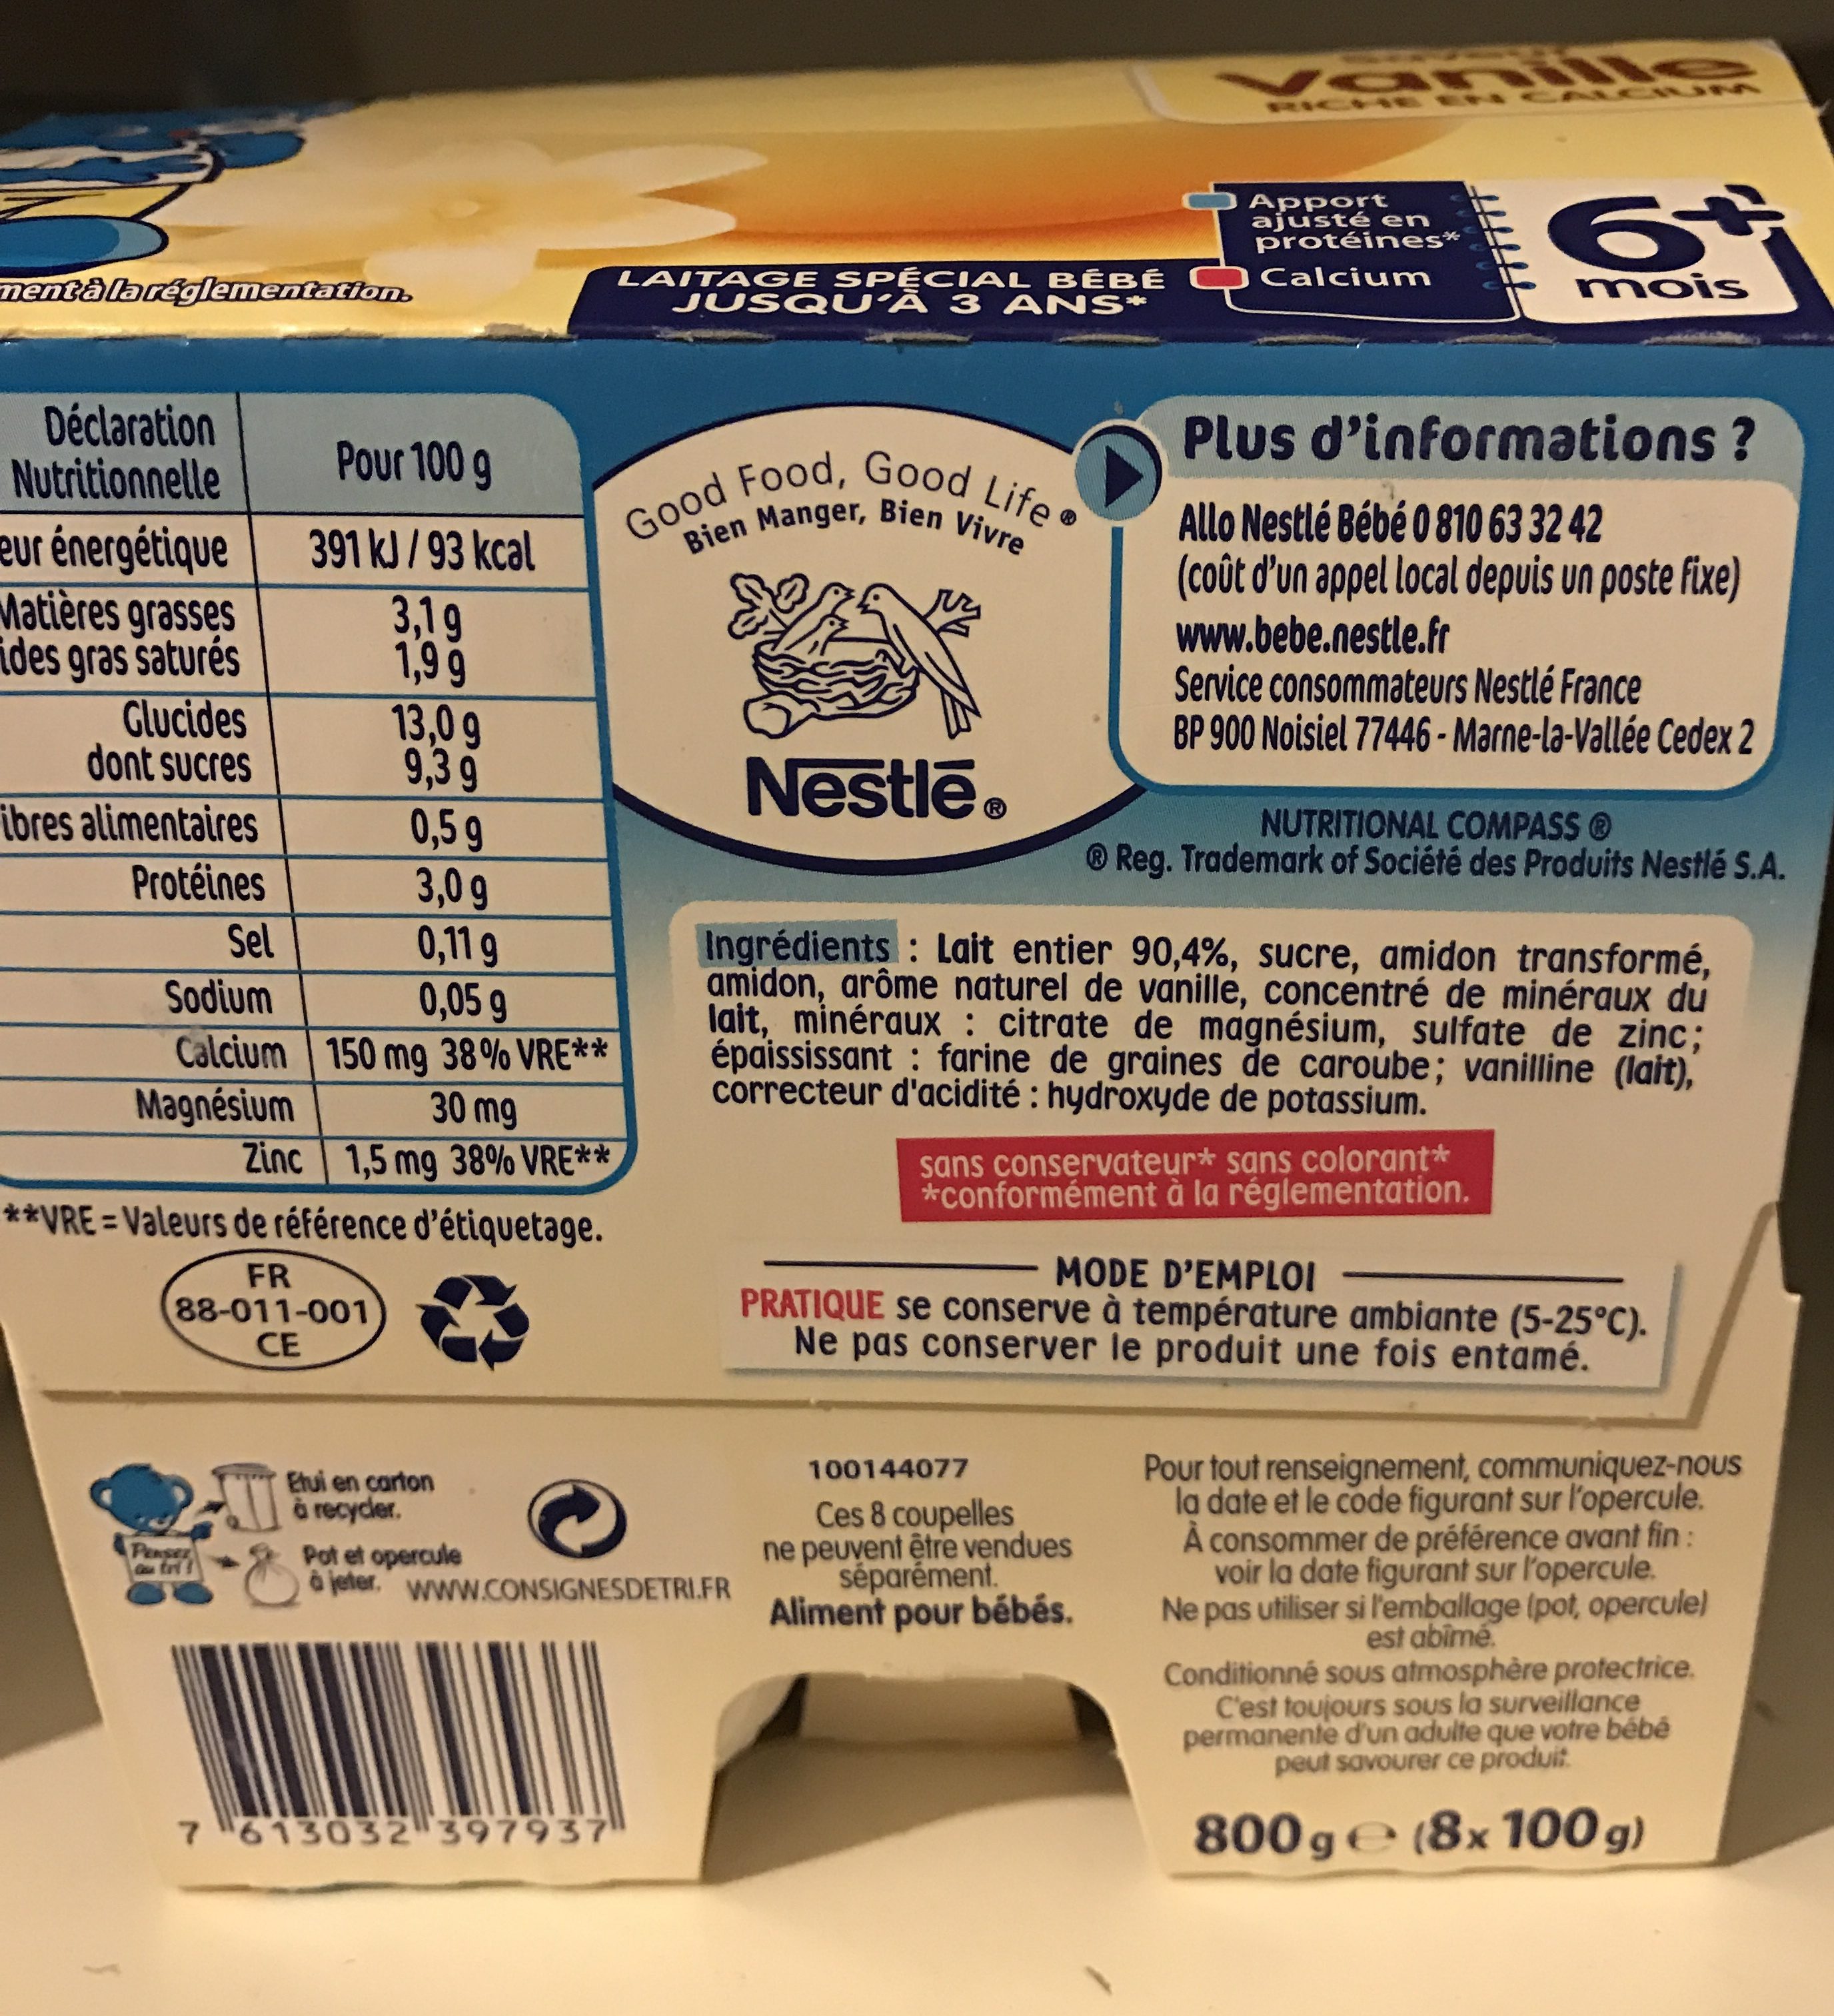 Vanille
RICHE EN CALCIUM
Apport
ajusté en
protéines*
Calcium
6+
mois
ment à la réglementation.
LAITAGE SPÉCIAL BÉBÉ
JUSQU'À 3 ANS*
Déclaration
Nutritionnelle
Pour 100 g
eur énergétique 391 kJ / 93 kcal
Matières grasses 3,1 g
ides gras saturés 1,9 g
Glucides 13,0 g
dont sucres 9,3 g
ibres alimentaires 0,5 g
Protéines 3,0 g
Sel 0,11 g
Sodium 0,05 g
Calcium 150 mg 38% VRE**
Magnésium 30 mg
Zinc 1,5 mg 38% VRE**
**VRE = Valeurs de référence d'étiquetage.
FR
88-011-001
CE
Good Food, Good Life ®
Bien Manger, Bien Vivre
Nestlé®
Plus d'informations ?
Allo Nestlé Bébé 0 810 63 32 42
(coût d'un appel local depuis un poste fixe)
www.bebe.nestle.fr
Service consommateurs Nestlé France
BP 900 Noisiel 77446 - Marne-la-Vallée Cedex 2
NUTRITIONAL COMPASS ®
® Reg. Trademark of Société des Produits Nestlé S.A.
Ingrédients : Lait entier 90,4%, sucre, amidon transformé,
amidon, arôme naturel de vanille, concentré de minéraux du
lait, minéraux : citrate de magnésium, sulfate de zinc;
épaississant : farine de graines de caroube; vanilline (lait),
correcteur d'acidité : hydroxyde de potassium.
sans conservateur* sans colorant*
*conformément à la réglementation.
MODE D'EMPLOI
PRATIQUE se conserve à température ambiante (5-25°C).
Ne pas conserver le produit une fois entamé.
Pensez
au tri !
Etui en carton
à recycler.
Pot et opercule
à jeter.
WWW.CONSIGNESDETRI.FR
7 613032 397937
100144077
Ces 8 coupelles
ne peuvent être vendues
séparément.
Aliment pour bébés.
Pour tout renseignement, communiquez-nous
la date et le code figurant sur l'opercule.
À consommer de préférence avant fin :
voir la date figurant sur l'opercule.
Ne pas utiliser si l'emballage (pot, opercule)
est abîmé.
Conditionné sous atmosphère protectrice.
C'est toujours sous la surveillance
permanente d'un adulte que votre bébé
peut savourer ce produit.
800 g e (8x 100 g)